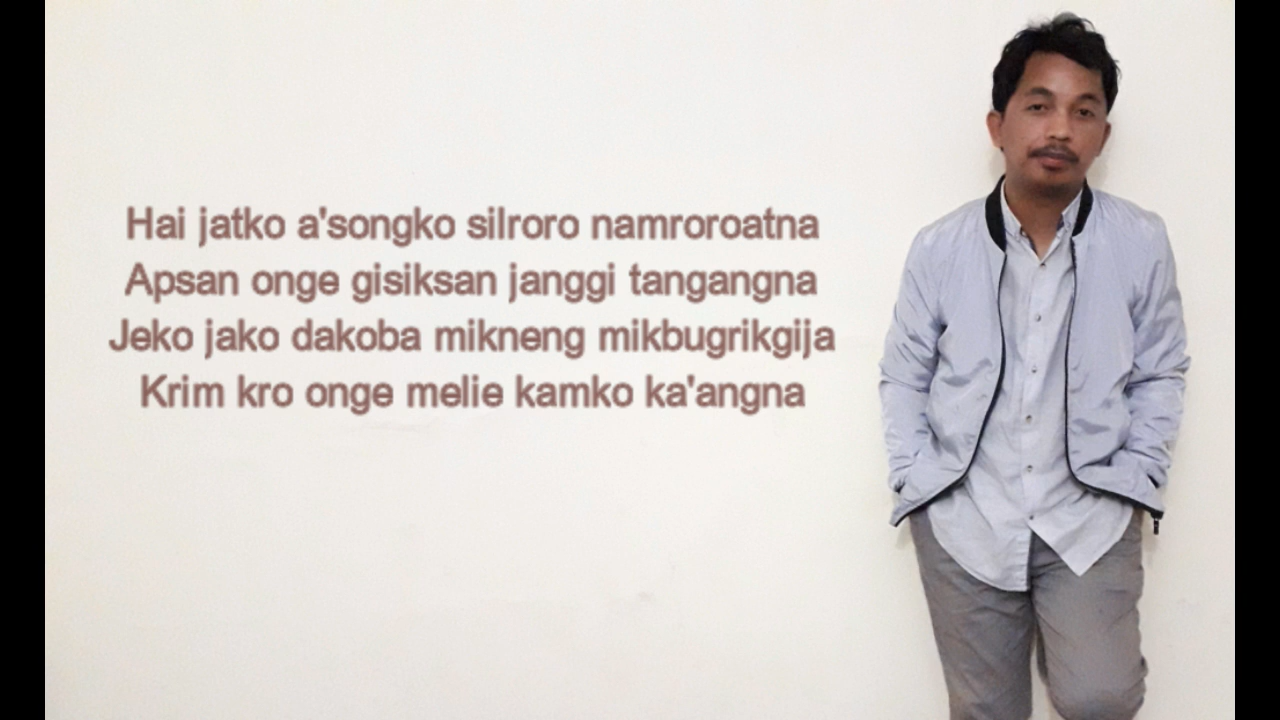 Hai jatko a'songko silroro namroroatna
Apsan onge gisiksan janggi tangangna
Jeko jako dakoba mikneng mikbugrikgija
Krim kro onge melie kamko ka'angna